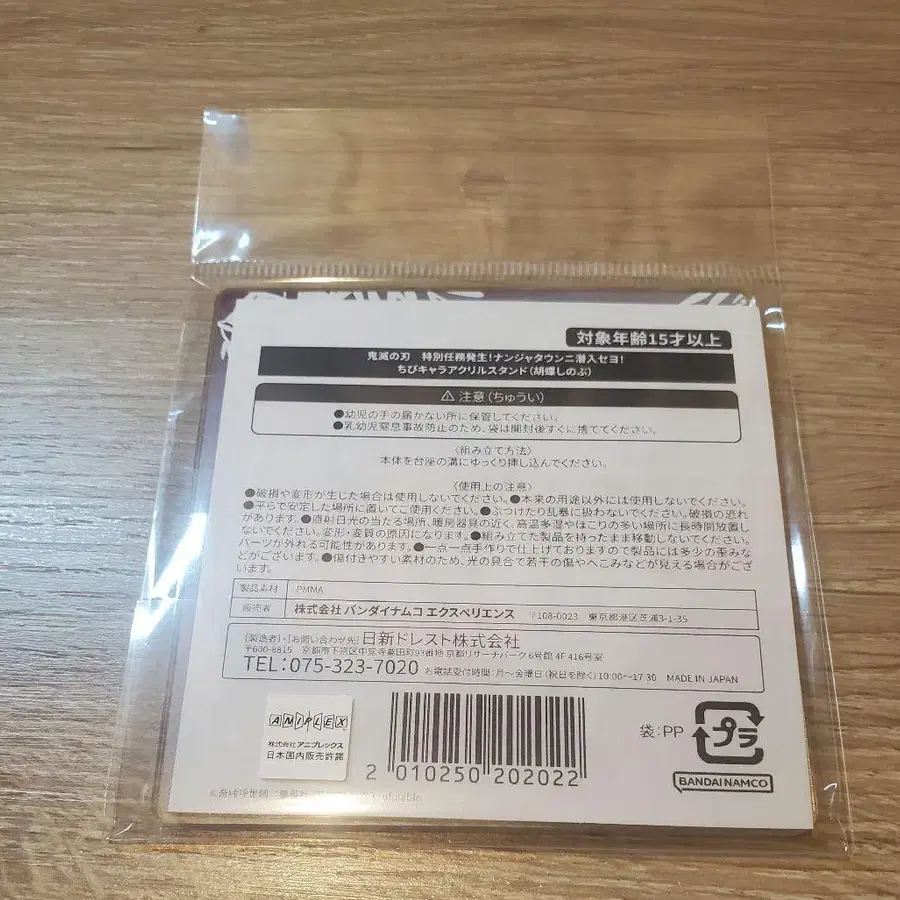 対象年齢15才以上
鬼滅の刃　特別任務発生!ナンジャタウンニ潜入セヨ!
ちびキャラアクリルスタンド(胡蝶しのぶ)
⚠ 注意(ちゅうい)
●幼児の手の届かない所に保管してください。
●乳幼児窒息事故防止のため、袋は開封後すぐに捨ててください。
〈組み立て方法〉
本体を台座の溝にゆっくり挿し込んでください。
〈使用上の注意〉
●破損や変形が生じた場合は使用しないでください。●本来の用途以外には使用しないでください。
●平らで安定した場所に置いてご使用ください。●ぶつけたり乱暴に扱わないでください。破損の恐れ
があります。●直射日光の当たる場所、暖房器具の近く、高温多湿やほこりの多い場所に長時間放置し
ないでください。変形・変質の原因になります。●組み立てた製品を持ったまま移動しないでください。
パーツが外れる可能性があります。●一点一点手作りで仕上げておりますので製品には多少の歪みな
どがございます。●傷付きやすい素材のため、光の具合で若干の傷やへこみなどが見える場合がござ
います。
製品素材 PMMA
販売者 株式会社 バンダイナムコ エクスペリエンス 〒108-0023 東京都港区芝浦3-1-35
〔製造者〕・〔お問い合わせ先〕日新ドレスト株式会社
〒600-8815 京都市下京区中堂寺粟田町93番地 京都リサーチパーク6号館 4F 416号室
TEL:075-323-7020 お電話受付時間:月〜金曜日(祝日を除く)10:00〜17:30 MADE IN JAPAN
ANIPLEX
株式会社 アニプレックス
日本国内販売許諾
2 010250 202022
袋:PP
プラ
BANDAI NAMCO
©吾峠呼世晴／集英社・ ufotable